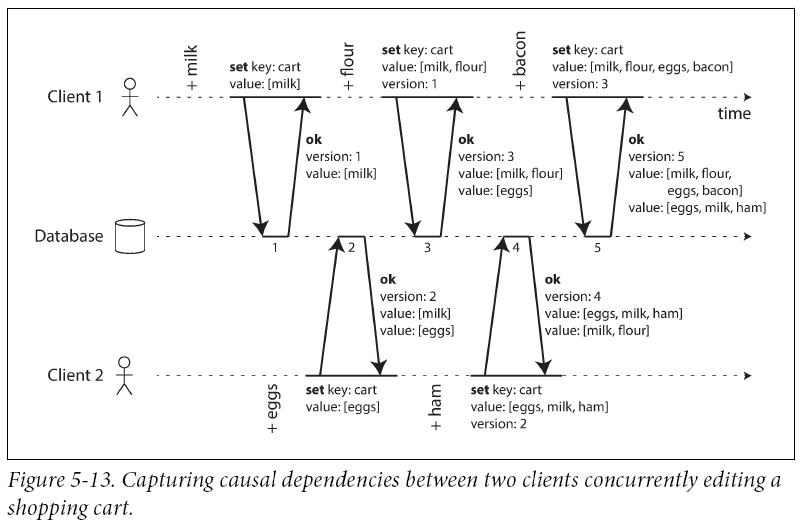 + milk
set key: cart
value: [milk]
+ flour
set key: cart
value: [milk, flour]
version: 1
+ bacon
set key: cart
value: [milk, flour, eggs, bacon]
version: 3
Client 1
time
ok
version: 1
value: [milk]
ok
version: 3
value: [milk, flour]
value: [eggs]
ok
version: 5
value: [milk, flour,
eggs, bacon]
value: [eggs, milk, ham]
Database
1
2
3
4
5
ok
version: 2
value: [milk]
value: [eggs]
ok
version: 4
value: [eggs, milk, ham]
value: [milk, flour]
Client 2
+ eggs
set key: cart
value: [eggs]
+ ham
set key: cart
value: [eggs, milk, ham]
version: 2
Figure 5-13. Capturing causal dependencies between two clients concurrently editing a
shopping cart.